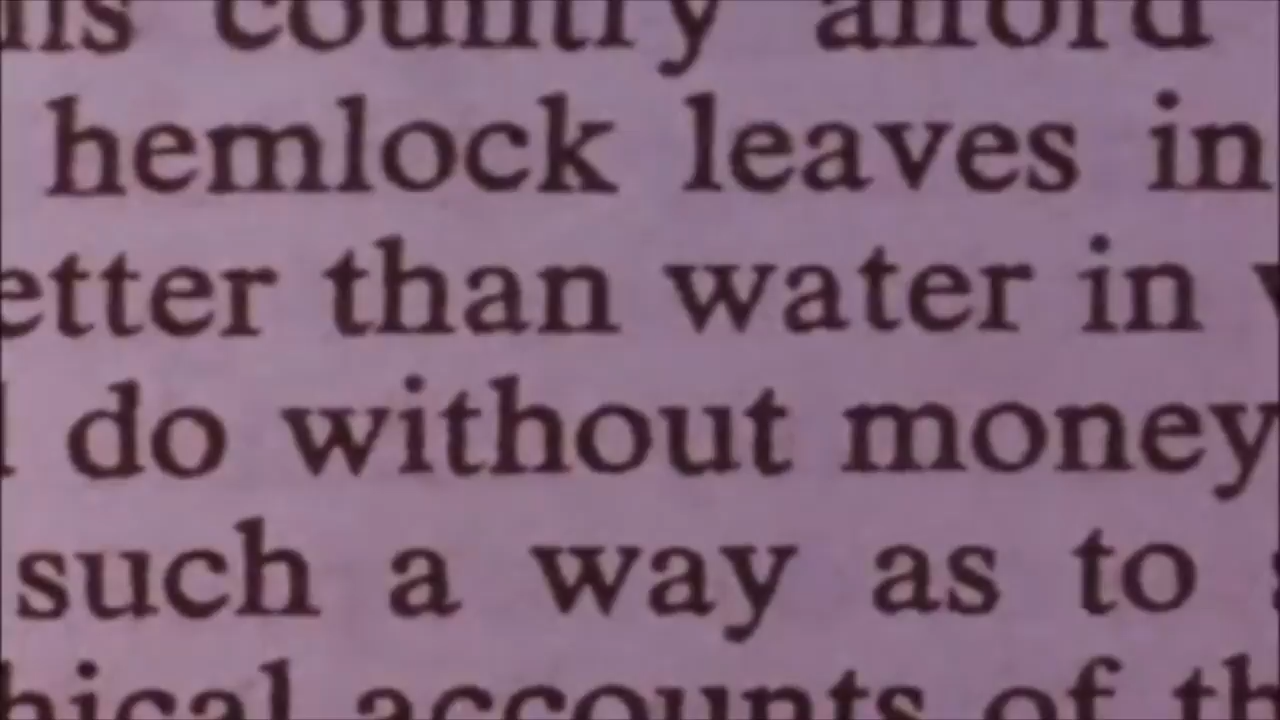 country afford
hemlock leaves in
etter than water in
do without money
such a way as to
hical accounts of th